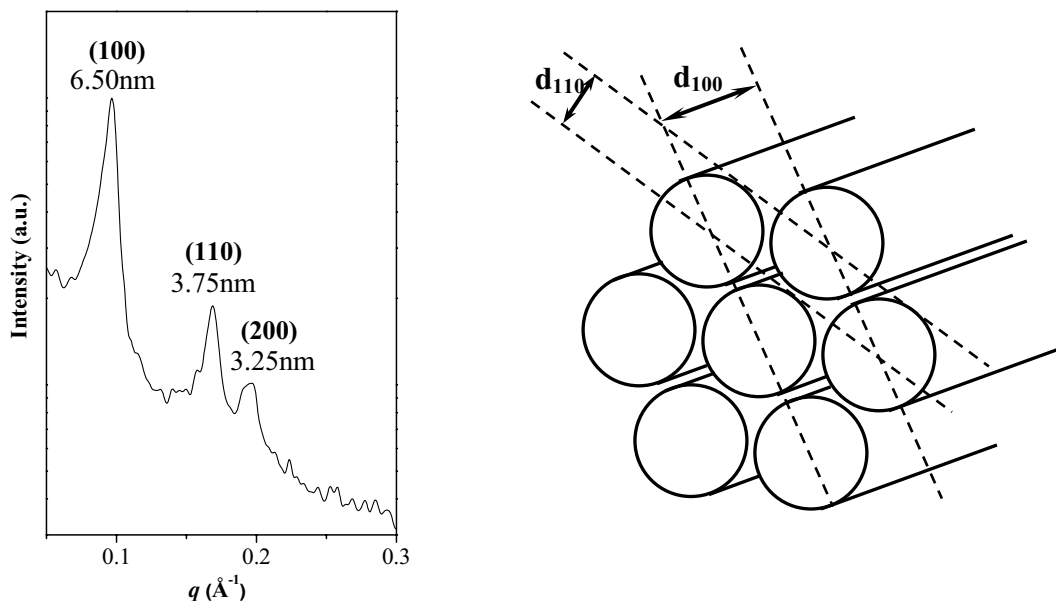 (100)
6.50nm
(110)
3.75nm
(200)
3.25nm
Intensity (a.u.)
0.1 0.2 0.3
q (Å⁻¹)
d₁₁₀
d₁₀₀